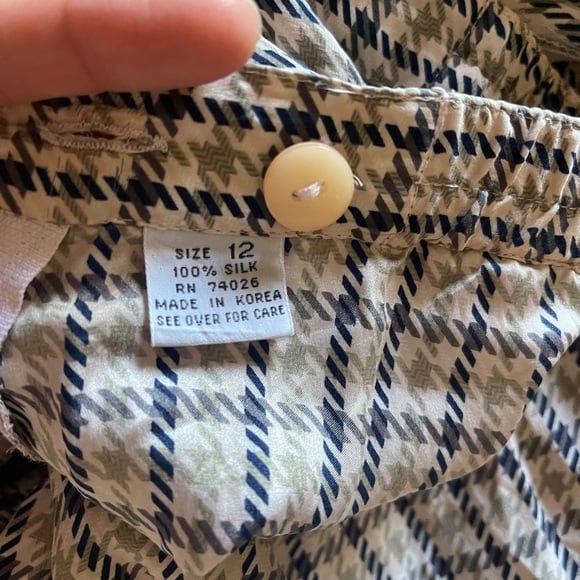 SIZE 12
100% SILK
RN 74026
MADE IN KOREA
SEE OVER FOR CARE